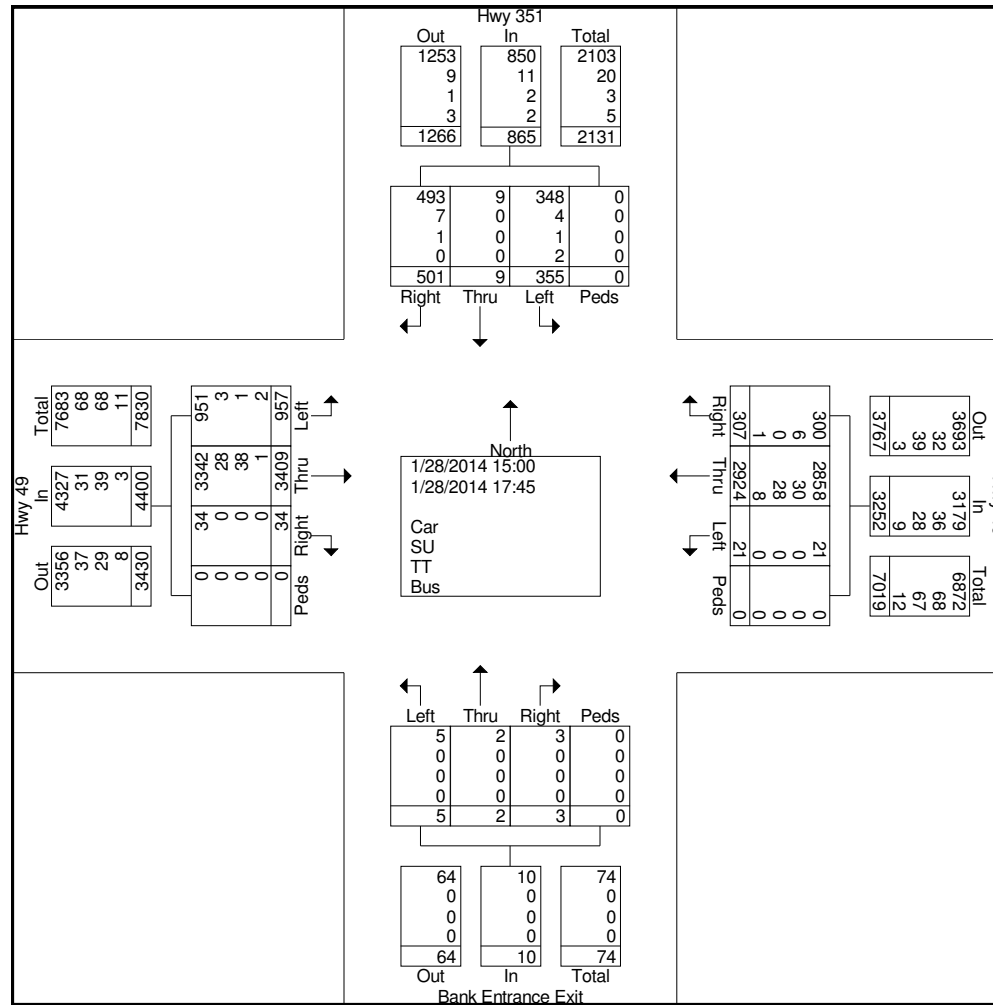 Hwy 351
Out In Total
1253 850 2103
9 11 20
1 2 3
3 2 5
1266 865 2131
493 9 348 0
7 0 4 0
1 0 1 0
0 0 2 0
501 9 355 0
Right Thru Left Peds
Hwy 49
Total
7683
68
68
11
7830
In
4327
31
39
3
4400
Out
3356
37
29
8
3430
951 3 1 2 957 Left
3342 28 38 1 3409 Thru
34 0 0 0 34 Right
0 0 0 0 0 Peds
North
1/28/2014 15:00
1/28/2014 17:45
Car
SU
TT
Bus
Right 307 1 0 6 300
Thru 2924 8 28 30 2858
Left 21 0 0 0 21
Peds 0 0 0 0 0
Out
3693
32
39
3
3767
In
3179
36
28
9
3252
Total
6872
68
67
12
7019
Left Thru Right Peds
5 2 3 0
0 0 0 0
0 0 0 0
0 0 0 0
5 2 3 0
64 10 74
0 0 0
0 0 0
0 0 0
64 10 74
Out In Total
Bank Entrance Exit